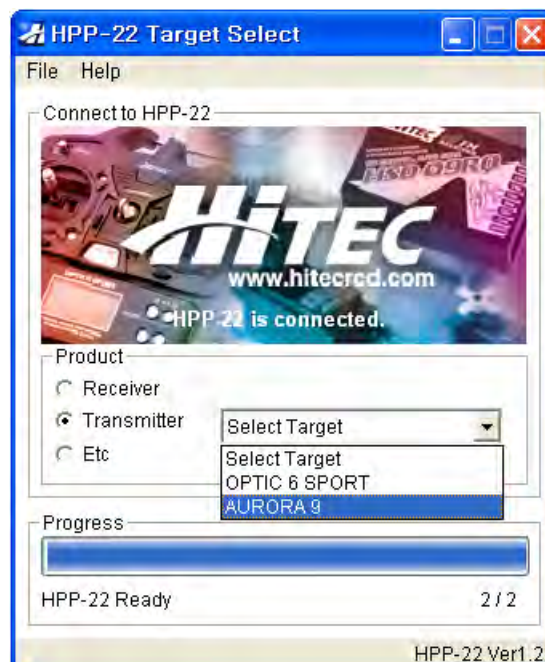 HPP-22 Target Select
File Help
Connect to HPP-22
HITEC
www.hitecrcd.com
HPP-22 is connected.
Product
Receiver
Transmitter
Select Target
Etc
Select Target
OPTIC 6 SPORT
AURORA 9
Progress
HPP-22 Ready 2 / 2
HPP-22 Ver1.2